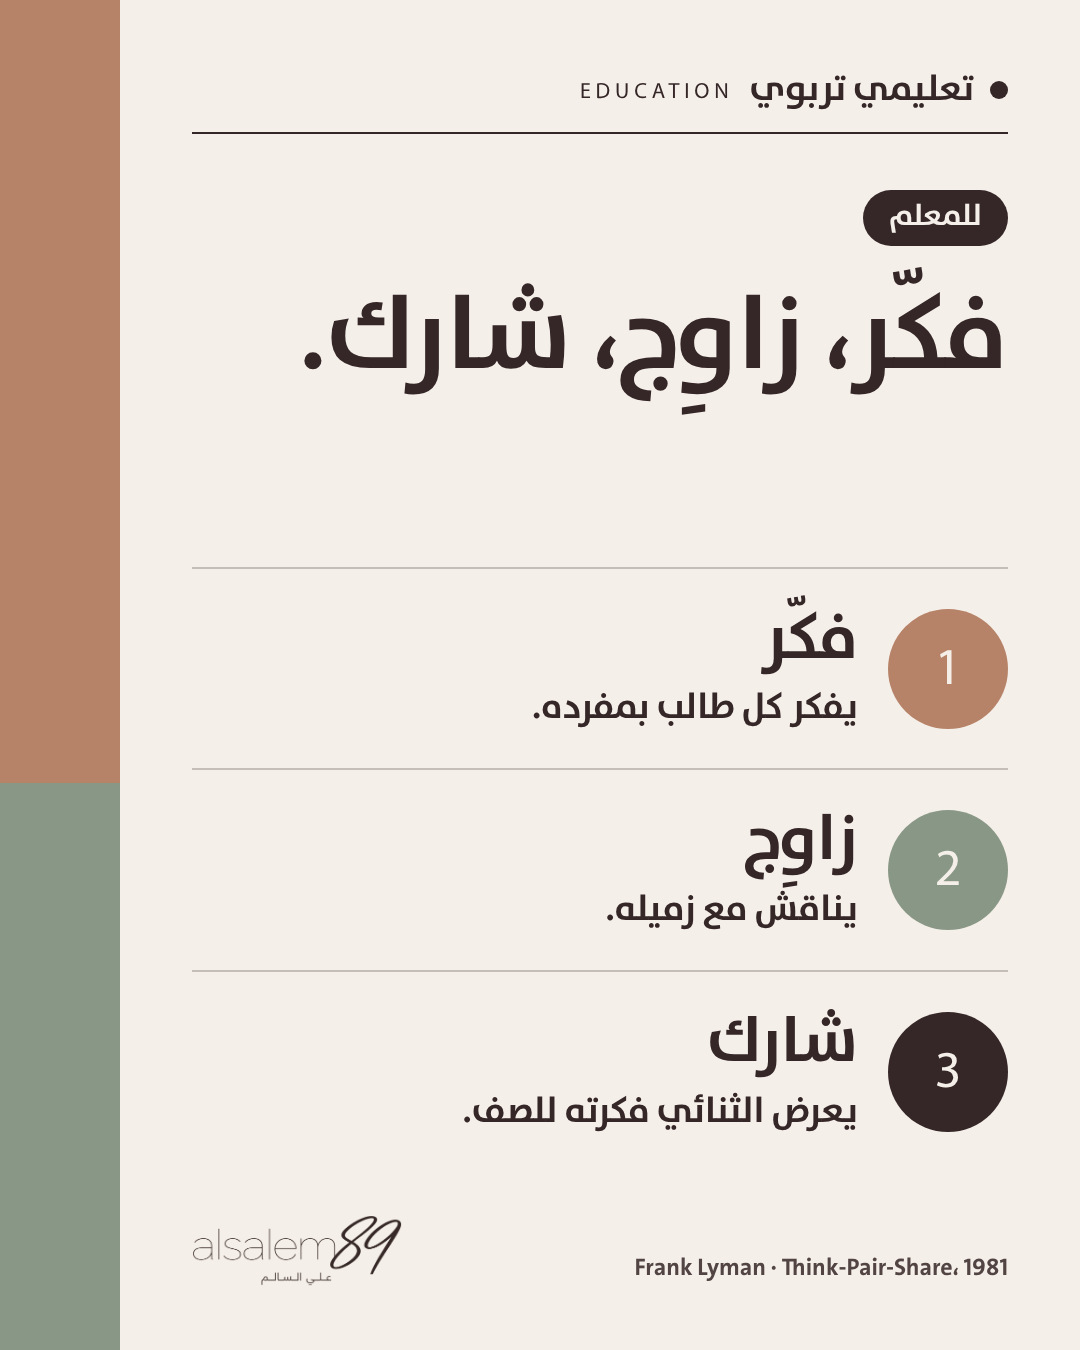 تعليمي تربوي EDUCATION
للمعلم
فكّر، زاوِج، شارك.
1
فكّر
يفكر كل طالب بمفرده.
2
زاوِج
يناقش مع زميله.
3
شارك
يعرض الثنائي فكرته للصف.
Frank Lyman · Think-Pair-Share، 1981
alsalem89
علي السالم